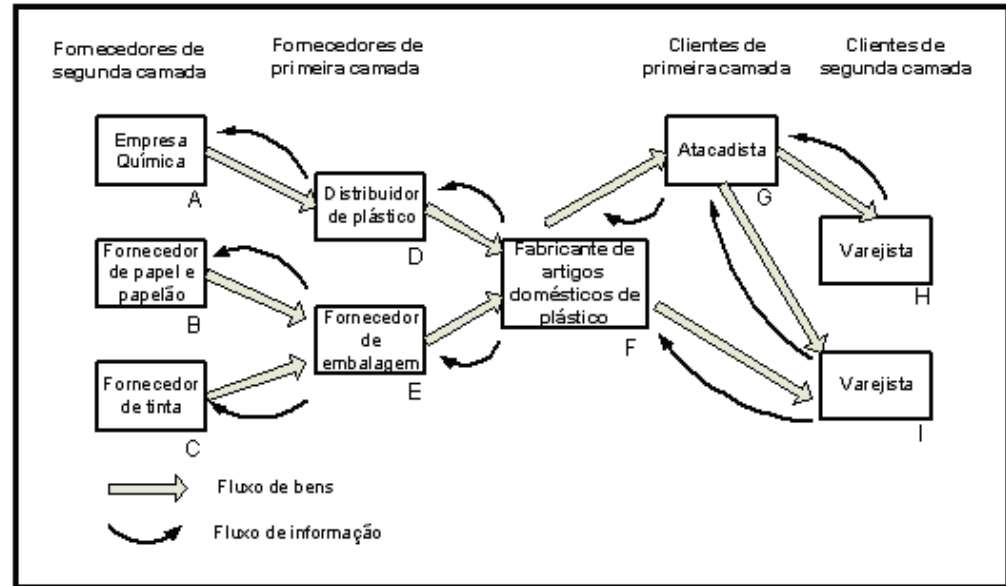 Fornecedores de
segunda camada
Fornecedores de
primeira camada
Clientes de
primeira camada
Clientes de
segunda camada
Empresa
Química
A
Fornecedor
de papel e
papelão
B
Fornecedor
de tinta
C
Distribuidor
de plástico
D
Fornecedor
de
embalagem
E
Fabricante de
artigos
domésticos de
plástico
F
Atacadista
G
Varejista
H
Varejista
I
Fluxo de bens
Fluxo de informação